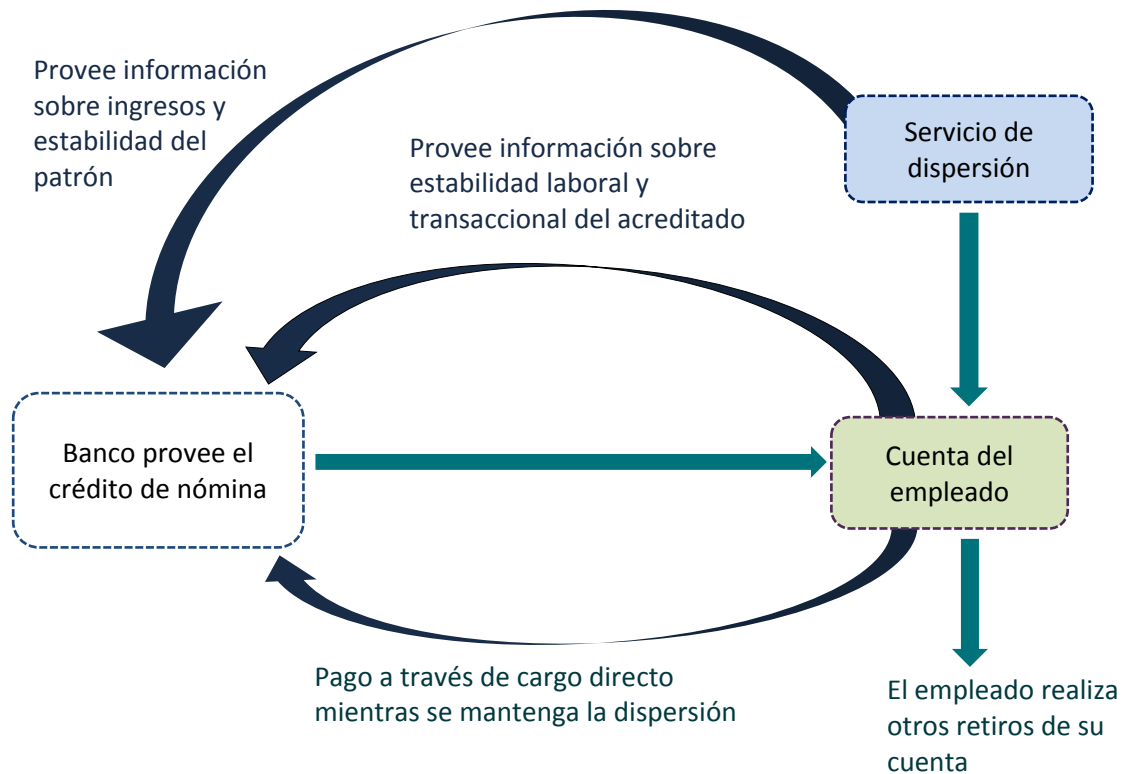 Provee información
sobre ingresos y
estabilidad del
patrón
Provee información sobre
estabilidad laboral y
transaccional del acreditado
Servicio de
dispersión
Banco provee el
crédito de nómina
Cuenta del
empleado
Pago a través de cargo directo
mientras se mantenga la dispersión
El empleado realiza
otros retiros de su
cuenta